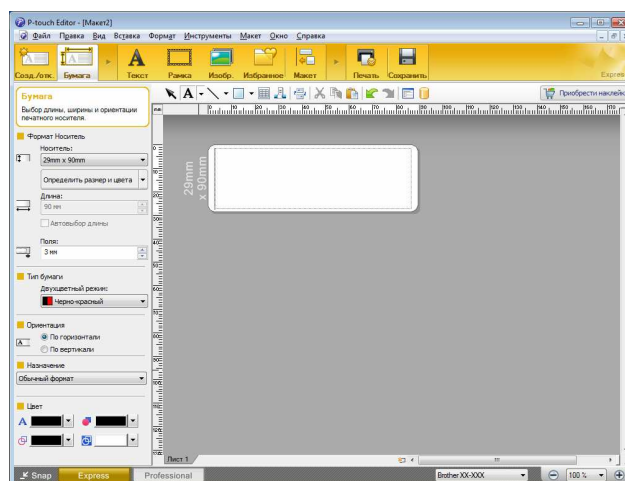 P-touch Editor - [Макет2]
Файл Правка Вид Вставка Формат Инструменты Макет Окно Справка
Созд./отк. Бумага Текст Рамка Изобр. Избранное Макет Печать Сохранить Express
A
Приобрести наклейк
Бумага
Выбор длины, ширины и ориентации
печатного носителя.
Формат Носитель
Носитель:
29mm x 90mm
Определить размер и цвета
Длина:
90 мм
Автовыбор длины
Поля:
3 мм
Тип бумаги
Двухцветный режим:
Черно-красный
Ориентация
По горизонтали
По вертикали
Назначение
Обычный формат
Цвет
29mm
x 90mm
Лист 1
Snap Express Professional Brother XX-XXX 100 %